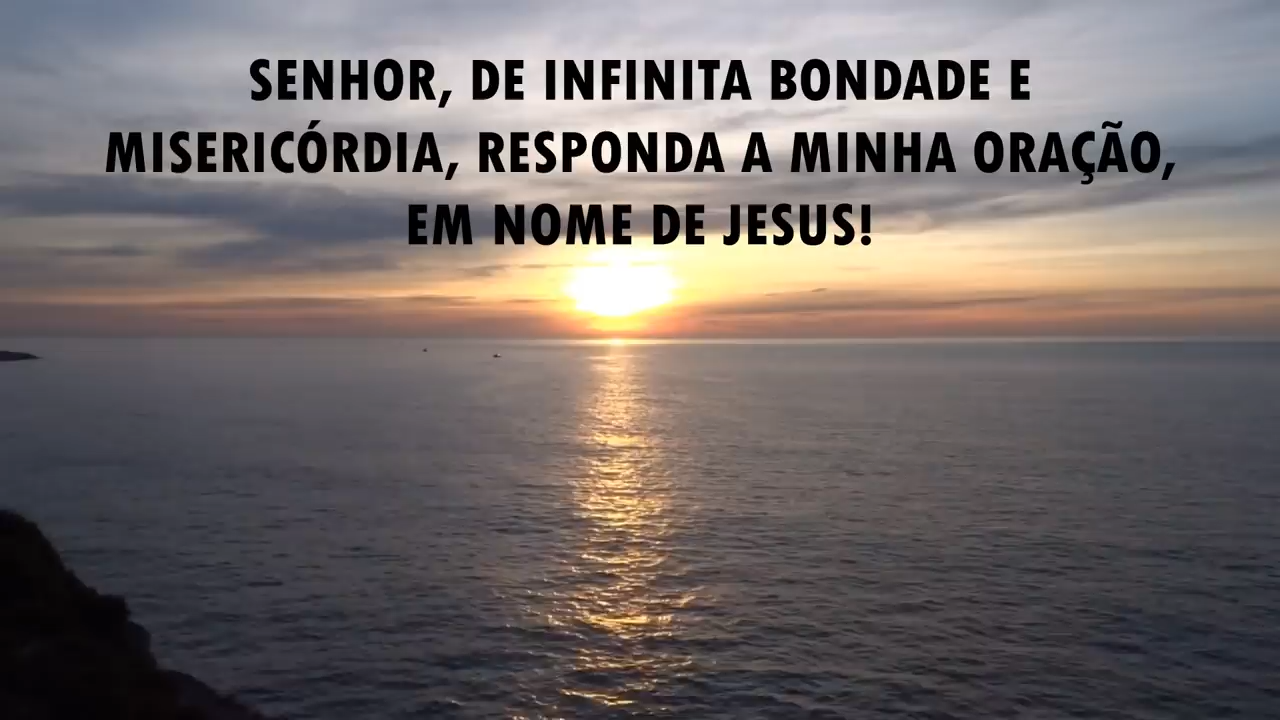 SENHOR, DE INFINITA BONDADE E
MISERICÓRDIA, RESPONDA A MINHA ORAÇÃO,
EM NOME DE JESUS!